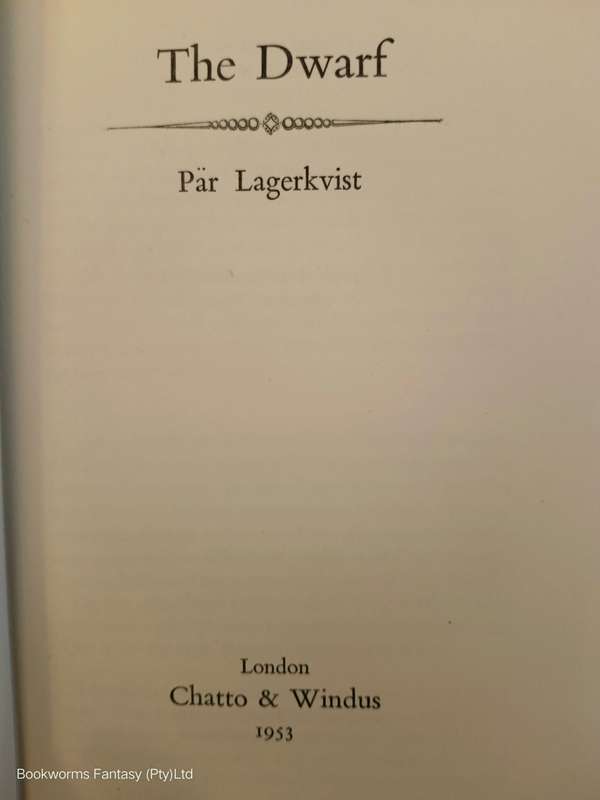 The Dwarf
Pär Lagerkvist
London
Chatto & Windus
1953
Bookworms Fantasy (Pty)Ltd